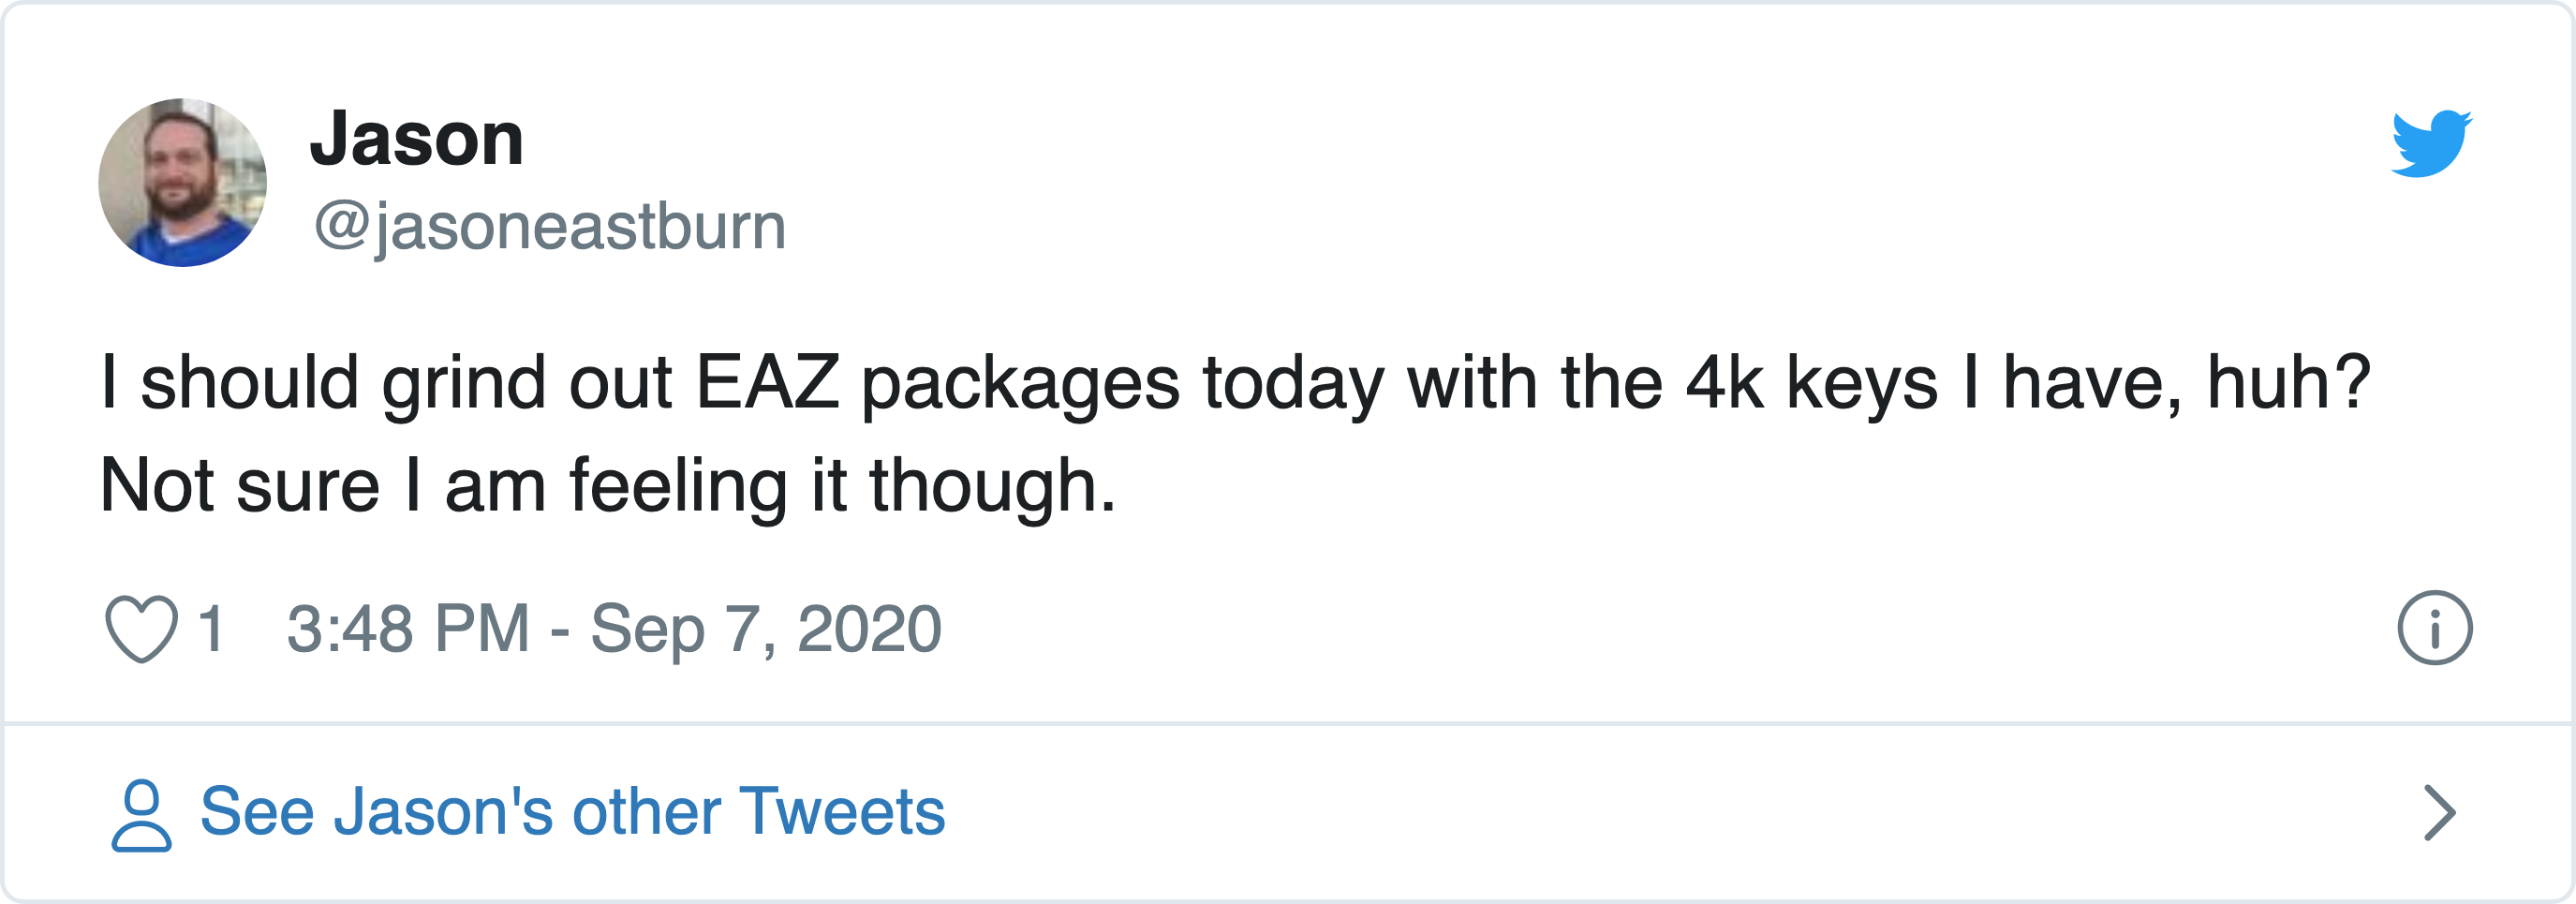 Jason
@jasoneastburn
I should grind out EAZ packages today with the 4k keys I have, huh?
Not sure I am feeling it though.
1 3:48 PM - Sep 7, 2020
See Jason's other Tweets